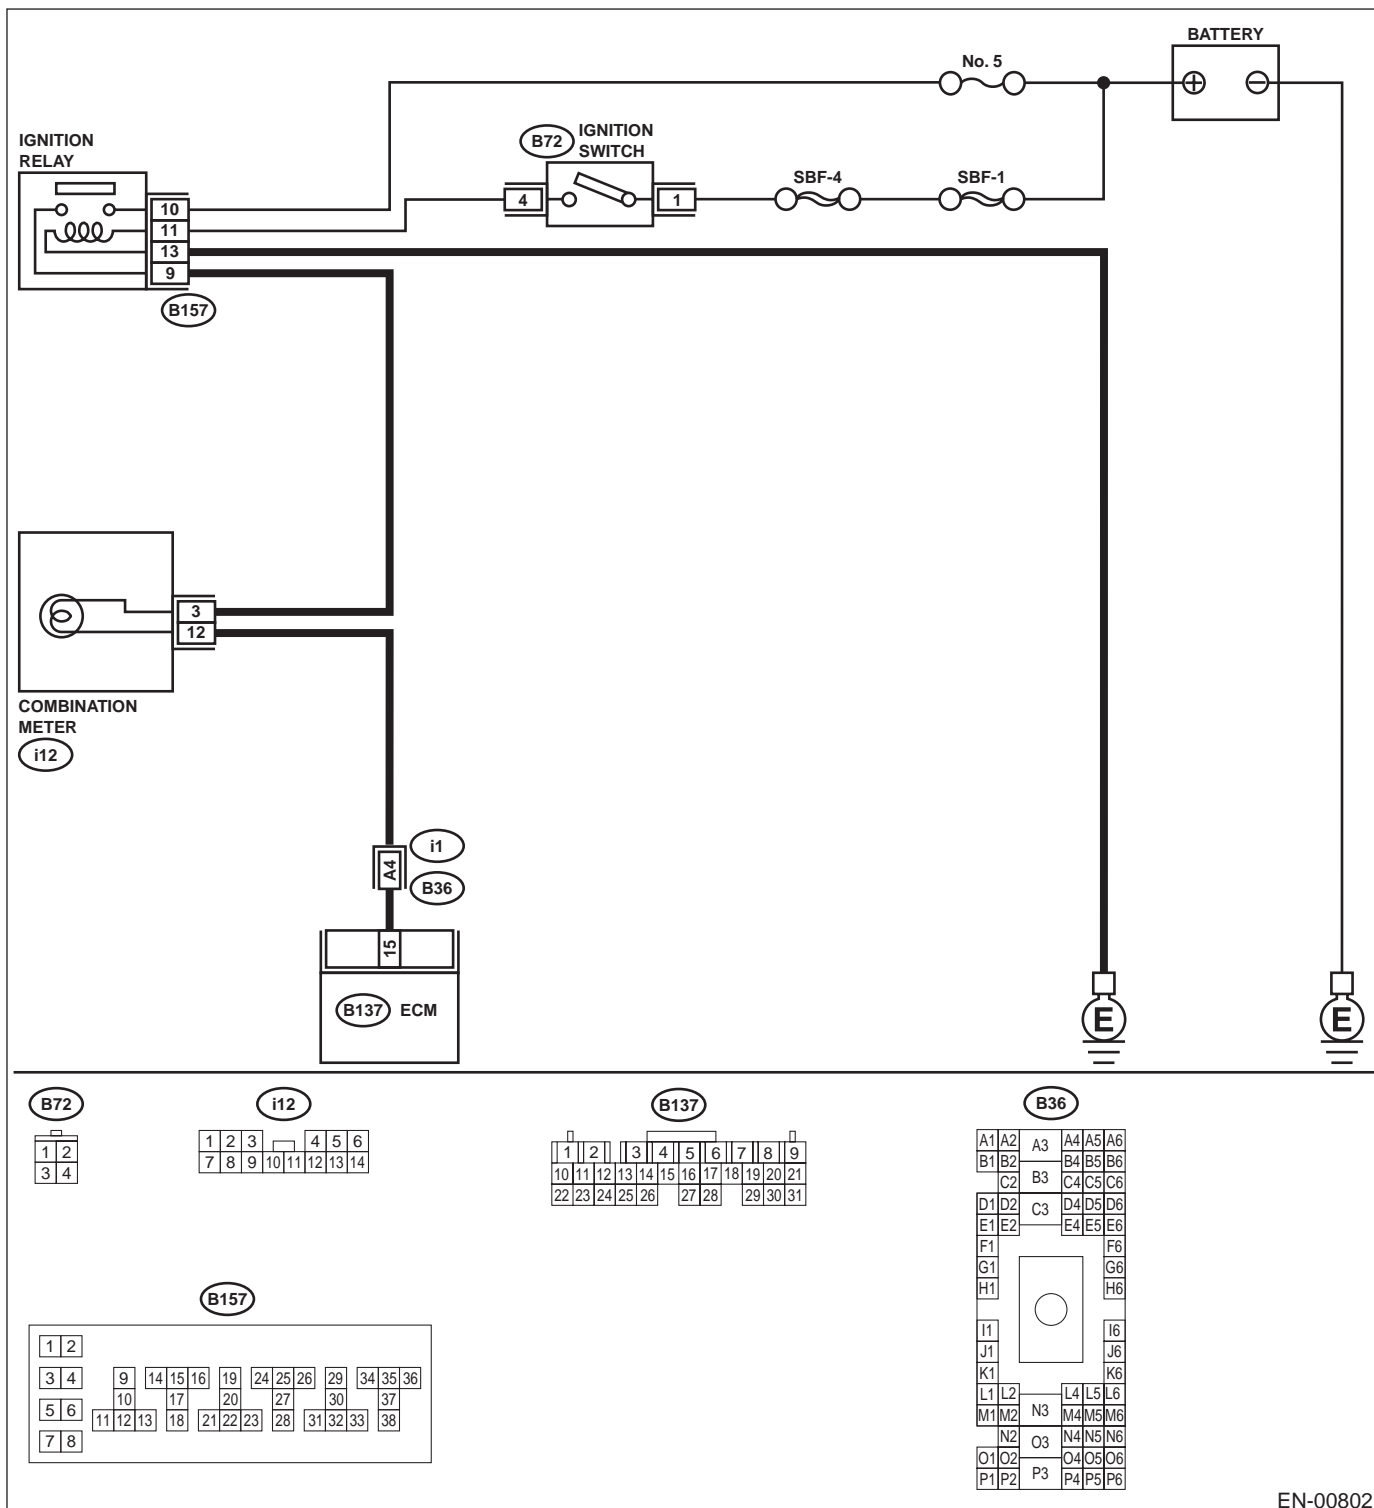 BATTERY
No. 5
IGNITION
RELAY
B72
IGNITION
SWITCH
SBF-4
SBF-1
4
1
10
11
13
9
B157
3
12
COMBINATION
METER
i12
i1
A4
B36
15
B137 ECM
E
E
B72
1 2
3 4
i12
1 2 3 4 5 6
7 8 9 10 11 12 13 14
B137
1 2 3 4 5 6 7 8 9
10 11 12 13 14 15 16 17 18 19 20 21
22 23 24 25 26 27 28 29 30 31
B36
A1 A2 A3 A4 A5 A6
B1 B2 B4 B5 B6
C2 B3 C4 C5 C6
D1 D2 C3 D4 D5 D6
E1 E2 E4 E5 E6
F1 F6
G1 G6
H1 H6
I1 I6
J1 J6
K1 K6
L1 L2 L4 L5 L6
M1 M2 N3 M4 M5 M6
N2 O3 N4 N5 N6
O1 O2 O4 O5 O6
P1 P2 P3 P4 P5 P6
B157
1 2
3 4 9 14 15 16 19 24 25 26 29 34 35 36
10 17 20 27 30 37
5 6 11 12 13 18 21 22 23 28 31 32 33 38
7 8
EN-00802